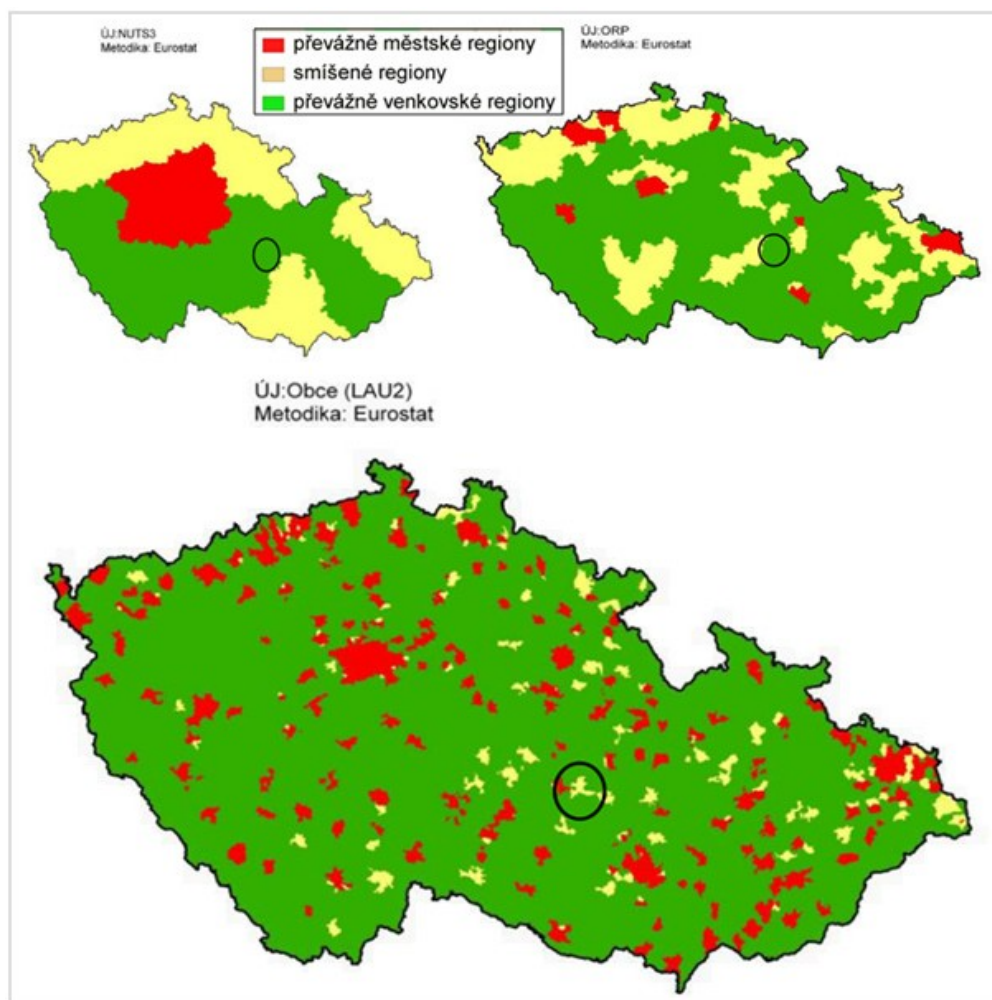 ÚJ:NUTS3
Metodika: Eurostat
převážně městské regiony
smíšené regiony
převážně venkovské regiony
ÚJ:ORP
Metodika: Eurostat
ÚJ:Obce (LAU2)
Metodika: Eurostat